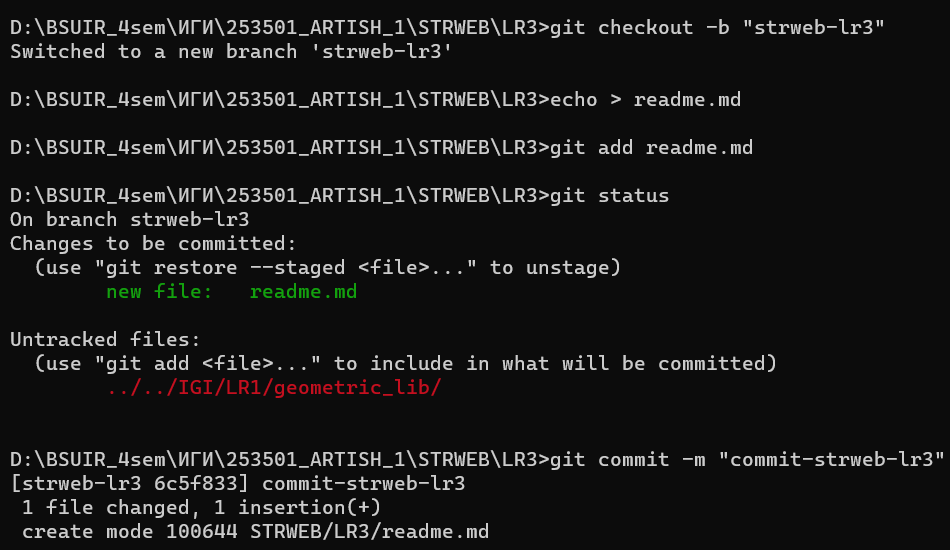 D:\BSUIR_4sem\ИГИ\253501_ARTISH_1\STRWEB\LR3>git checkout -b "strweb-lr3"
Switched to a new branch 'strweb-lr3'
D:\BSUIR_4sem\ИГИ\253501_ARTISH_1\STRWEB\LR3>echo > readme.md
D:\BSUIR_4sem\ИГИ\253501_ARTISH_1\STRWEB\LR3>git add readme.md
D:\BSUIR_4sem\ИГИ\253501_ARTISH_1\STRWEB\LR3>git status
On branch strweb-lr3
Changes to be committed:
  (use "git restore --staged <file>..." to unstage)
        new file:   readme.md
Untracked files:
  (use "git add <file>..." to include in what will be committed)
        ../../IGI/LR1/geometric_lib/
D:\BSUIR_4sem\ИГИ\253501_ARTISH_1\STRWEB\LR3>git commit -m "commit-strweb-lr3"
[strweb-lr3 6c5f833] commit-strweb-lr3
 1 file changed, 1 insertion(+)
 create mode 100644 STRWEB/LR3/readme.md